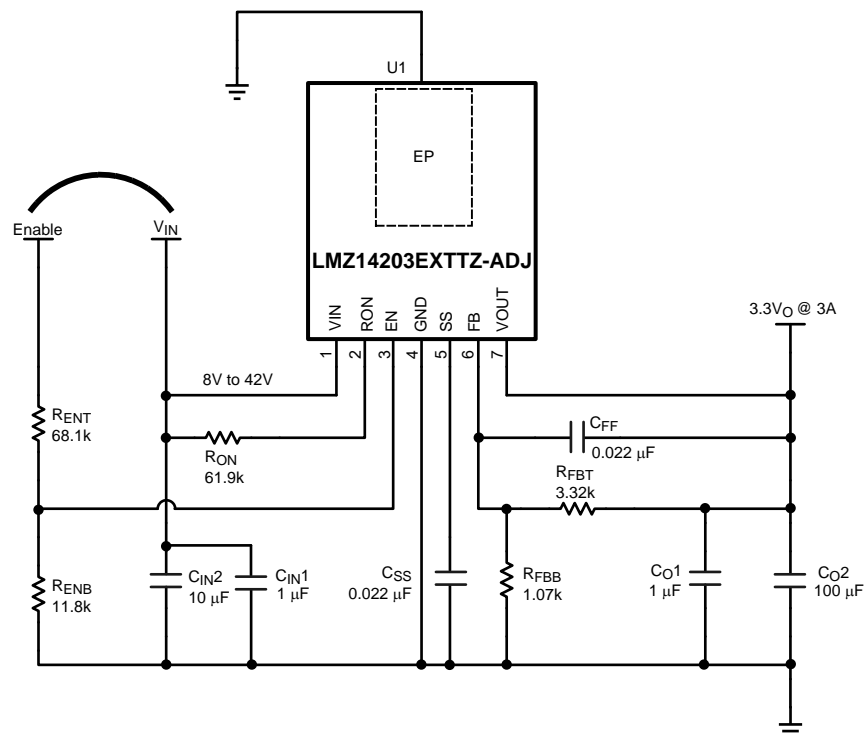 U1
EP
Enable
VIN
LMZ14203EXTTZ-ADJ
VIN
RON
EN
GND
SS
FB
VOUT
1
2
3
4
5
6
7
3.3VO @ 3A
8V to 42V
RENT
68.1k
RON
61.9k
CFF
0.022 μF
RFBT
3.32k
RENB
11.8k
CIN2
10 μF
CIN1
1 μF
CSS
0.022 μF
RFBB
1.07k
CO1
1 μF
CO2
100 μF